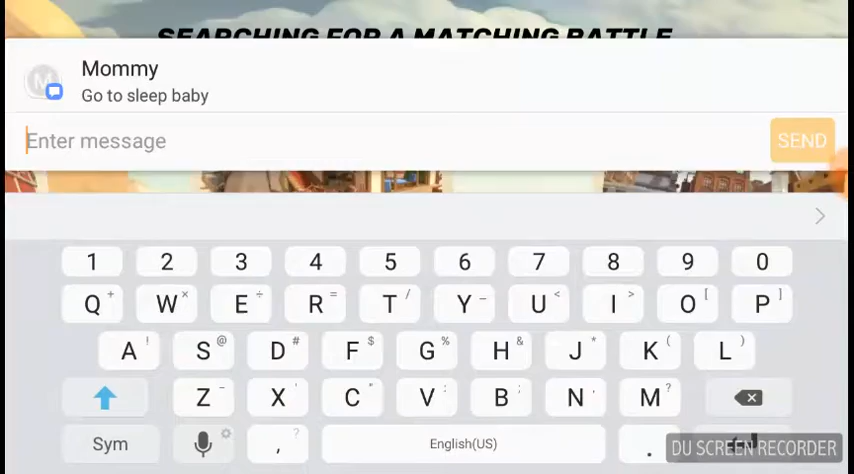 SEARCHING FOR A MATCHING BATTLE
M
Mommy
Go to sleep baby
Enter message
SEND
1 2 3 4 5 6 7 8 9 0
Q + W × E ÷ R = T / Y _ U < I > O [ P ]
A ! S @ D # F $ G % H & J * K ( L )
Z - X ' C " V : B ; N , M ?
Sym , ? English(US) .
DU SCREEN RECORDER